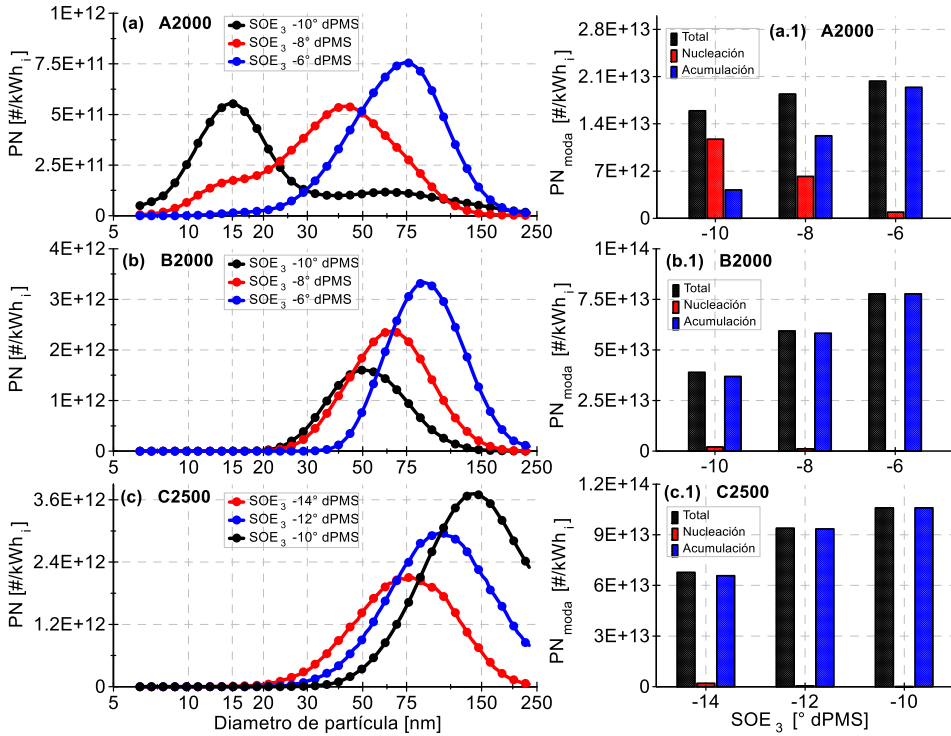 (a) A2000
SOE3 -10° dPMS
SOE3 -8° dPMS
SOE3 -6° dPMS
PN [#/kWhi]
1E+12
7.5E+11
5E+11
2.5E+11
0
5 10 15 20 30 50 75 150 250
(a.1) A2000
Total
Nucleación
Acumulación
PNmoda [#/kWhi]
2.8E+13
2.1E+13
1.4E+13
7E+12
0
-10 -8 -6
(b) B2000
SOE3 -10° dPMS
SOE3 -8° dPMS
SOE3 -6° dPMS
PN [#/kWhi]
4E+12
3E+12
2E+12
1E+12
0
5 10 15 20 30 50 75 150 250
(b.1) B2000
Total
Nucleación
Acumulación
PNmoda [#/kWhi]
1E+14
7.5E+13
5E+13
2.5E+13
0
-10 -8 -6
(c) C2500
SOE3 -14° dPMS
SOE3 -12° dPMS
SOE3 -10° dPMS
PN [#/kWhi]
3.6E+12
2.4E+12
1.2E+12
0
5 10 15 20 30 50 75 150 250
Diametro de partícula [nm]
(c.1) C2500
Total
Nucleación
Acumulación
PNmoda [#/kWhi]
1.2E+14
9E+13
6E+13
3E+13
0
-14 -12 -10
SOE3 [° dPMS]